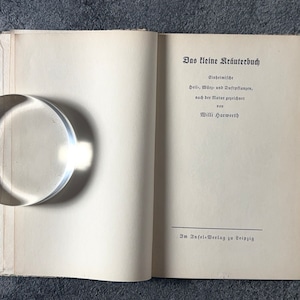 Das kleine Kräuterbuch
Einheimische
Heil-, Würz- und Duftpflanzen,
nach der Natur gezeichnet
von
Willi Harwerth
Im Insel-Verlag zu Leipzig